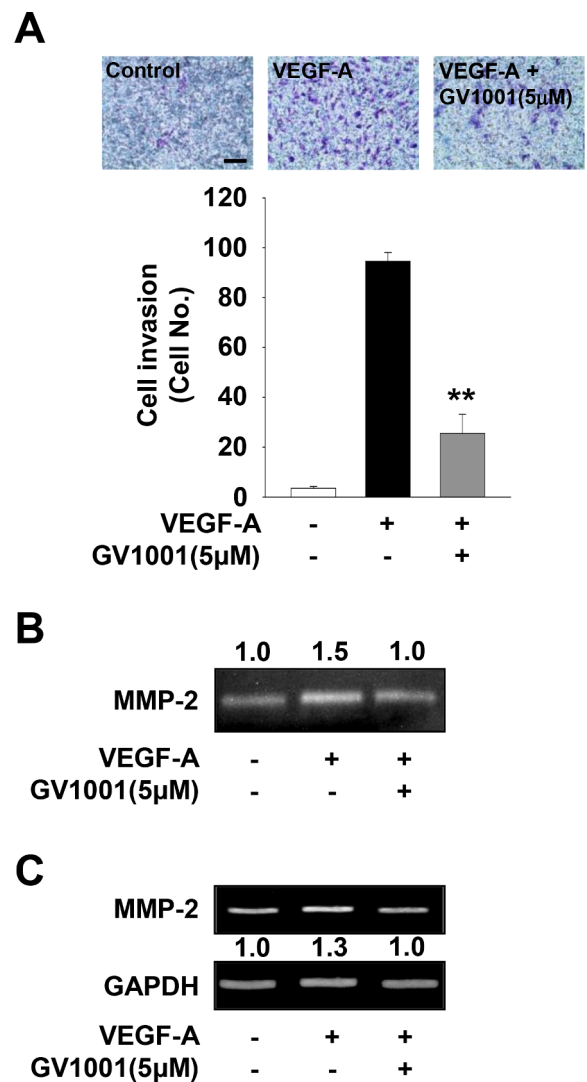 A
Control
VEGF-A
VEGF-A +
GV1001(5μM)
120
100
80
60
40
20
0
Cell invasion
(Cell No.)
**
VEGF-A - + +
GV1001(5μM) - - +
B
1.0 1.5 1.0
MMP-2
VEGF-A - + +
GV1001(5μM) - - +
C
MMP-2
1.0 1.3 1.0
GAPDH
VEGF-A - + +
GV1001(5μM) - - +